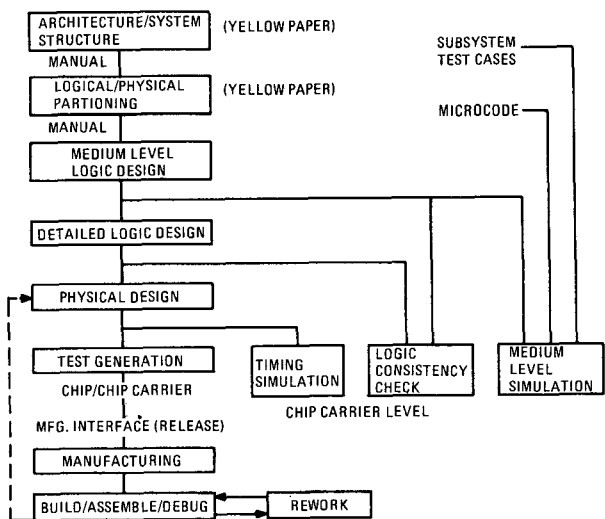 ARCHITECTURE/SYSTEM
STRUCTURE
(YELLOW PAPER)
MANUAL
LOGICAL/PHYSICAL
PARTIONING
(YELLOW PAPER)
MANUAL
MEDIUM LEVEL
LOGIC DESIGN
SUBSYSTEM
TEST CASES
MICROCODE
DETAILED LOGIC DESIGN
PHYSICAL DESIGN
TEST GENERATION
TIMING
SIMULATION
LOGIC
CONSISTENCY
CHECK
MEDIUM
LEVEL
SIMULATION
CHIP/CHIP CARRIER
CHIP CARRIER LEVEL
MFG. INTERFACE (RELEASE)
MANUFACTURING
BUILD/ASSEMBLE/DEBUG
REWORK